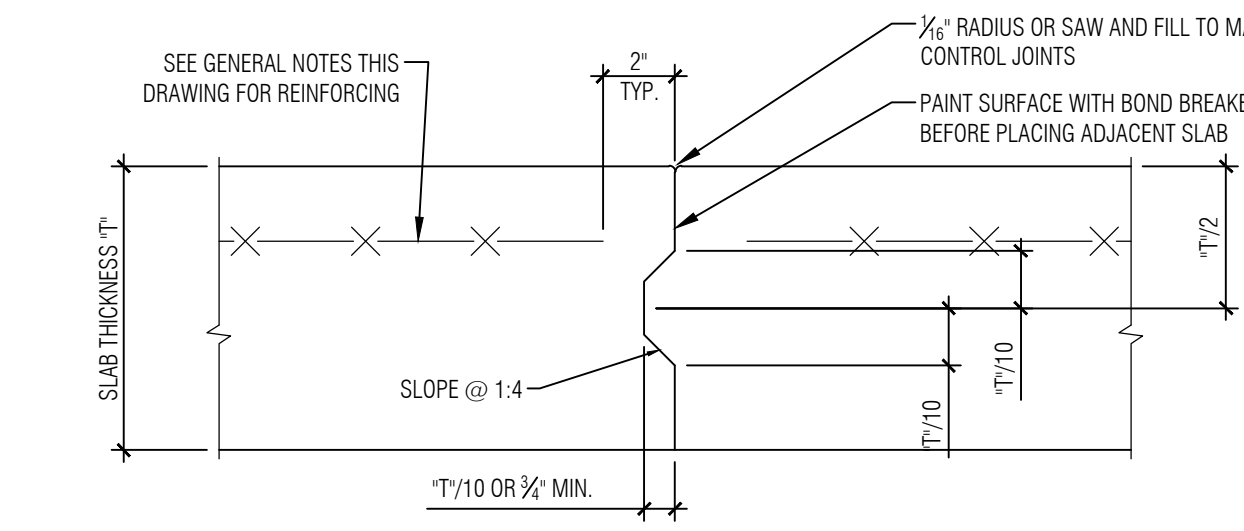 SEE GENERAL NOTES THIS
DRAWING FOR REINFORCING
2"
TYP.
1/16" RADIUS OR SAW AND FILL TO
CONTROL JOINTS
PAINT SURFACE WITH BOND
BEFORE PLACING ADJACENT SLAB
SLAB THICKNESS "T"
"T"/2
"T"/10
"T"/10
SLOPE @ 1:4
"T"/10 OR 3/4" MIN.